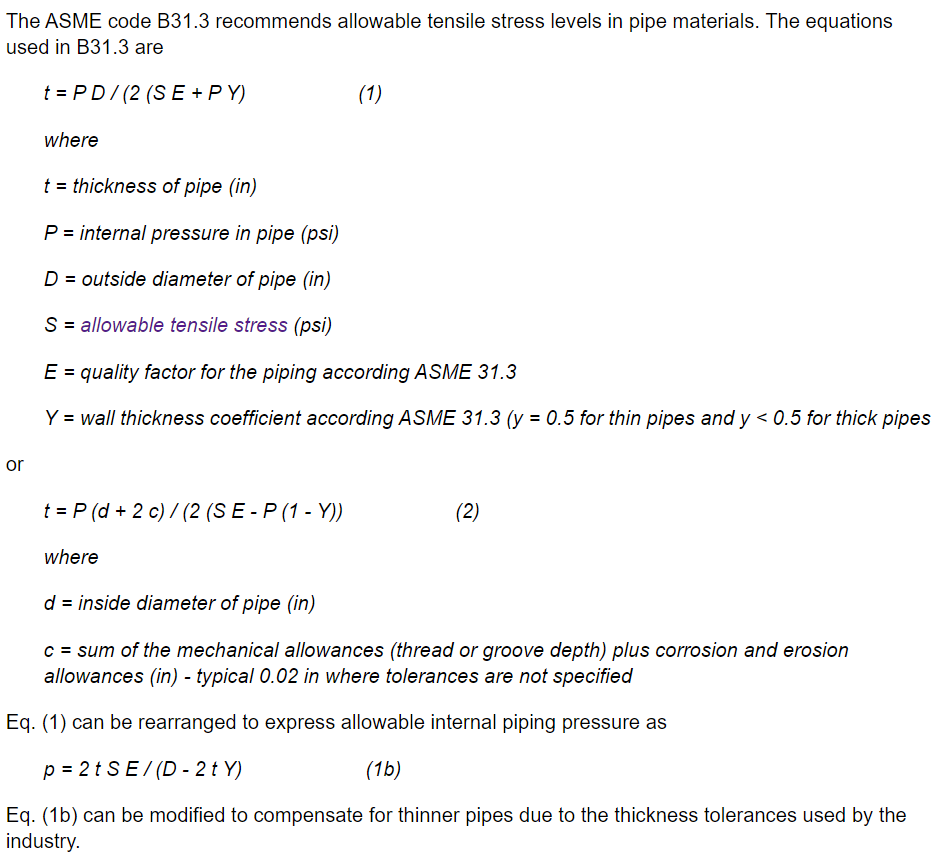 The ASME code B31.3 recommends allowable tensile stress levels in pipe materials. The equations
used in B31.3 are
t = P D / (2 (S E + P Y) (1)
where
t = thickness of pipe (in)
P = internal pressure in pipe (psi)
D = outside diameter of pipe (in)
S = allowable tensile stress (psi)
E = quality factor for the piping according ASME 31.3
Y = wall thickness coefficient according ASME 31.3 (y = 0.5 for thin pipes and y < 0.5 for thick pipes
or
t = P (d + 2 c) / (2 (S E - P (1 - Y)) (2)
where
d = inside diameter of pipe (in)
c = sum of the mechanical allowances (thread or groove depth) plus corrosion and erosion
allowances (in) - typical 0.02 in where tolerances are not specified
Eq. (1) can be rearranged to express allowable internal piping pressure as
p = 2 t S E / (D - 2 t Y) (1b)
Eq. (1b) can be modified to compensate for thinner pipes due to the thickness tolerances used by the
industry.